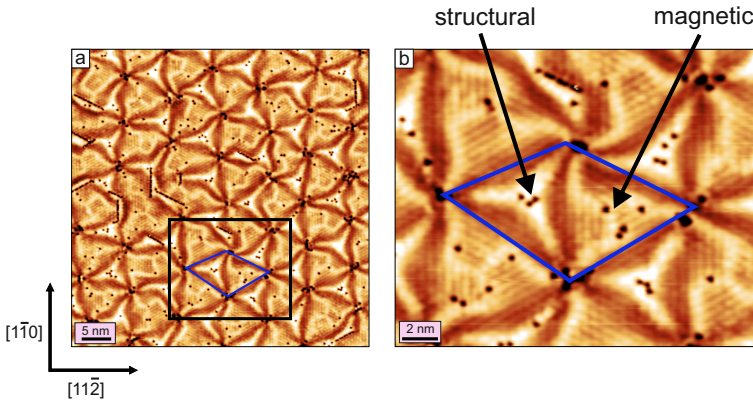 structural magnetic
a b
5 nm 2 nm
[11̄0]
[112̄]